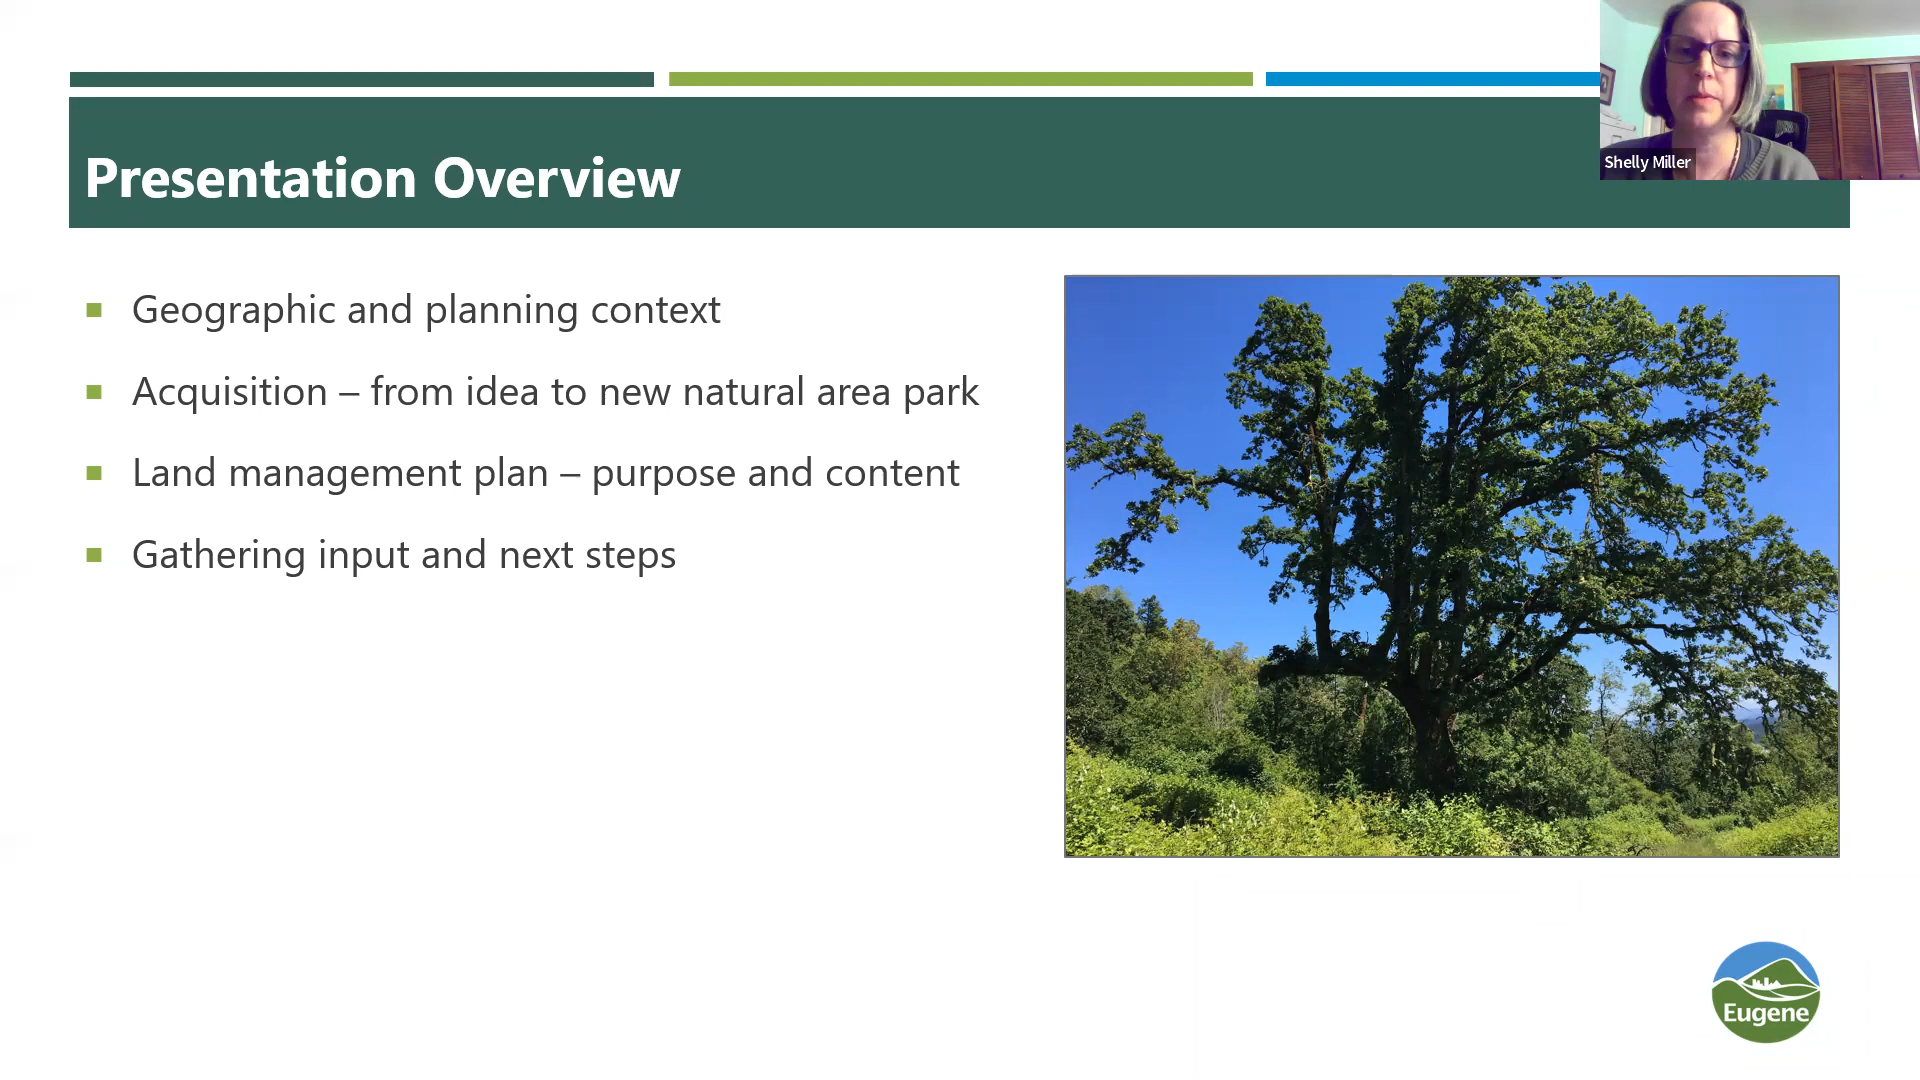 Shelly Miller
Presentation Overview
Geographic and planning context
Acquisition – from idea to new natural area park
Land management plan – purpose and content
Gathering input and next steps
Eugene